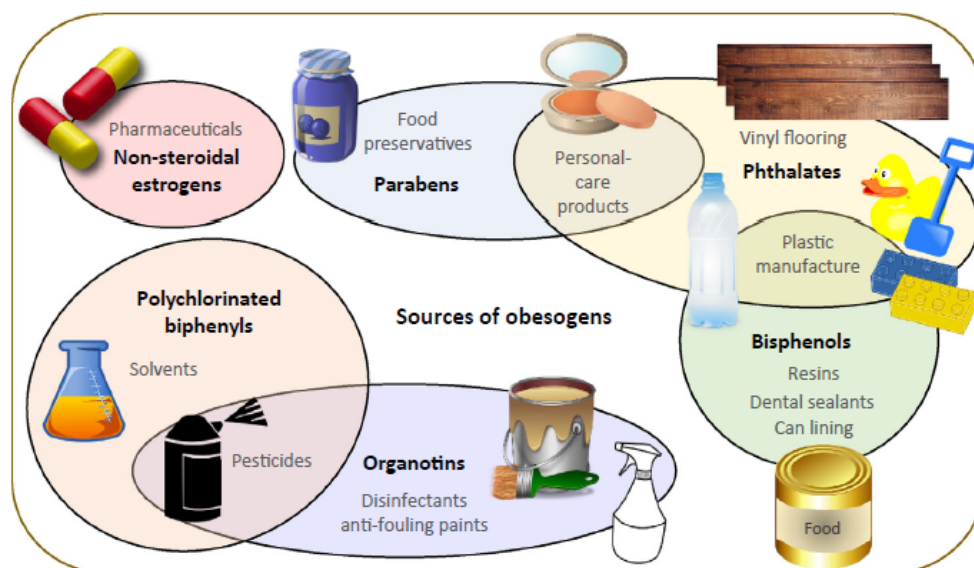 Pharmaceuticals
Non-steroidal
estrogens
Food
preservatives
Parabens
Personal-
care
products
Vinyl flooring
Phthalates
Plastic
manufacture
Polychlorinated
biphenyls
Solvents
Sources of obesogens
Bisphenols
Resins
Dental sealants
Can lining
Pesticides
Organotins
Disinfectants
anti-fouling paints
Food